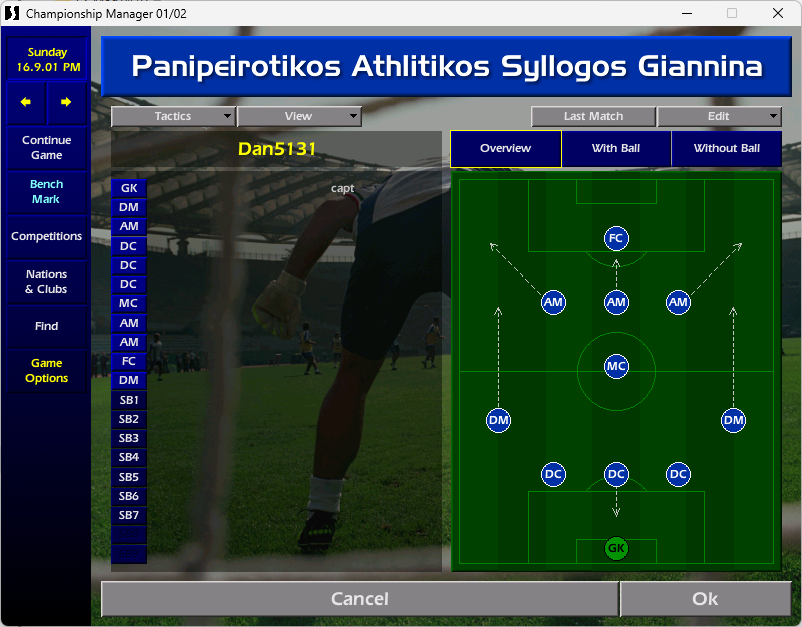 Championship Manager 01/02
Sunday
16.9.01 PM
Panipeirotikos Athlitikos Syllogos Giannina
Continue
Game
Bench
Mark
Competitions
Nations
& Clubs
Find
Game
Options
Tactics
View
Last Match
Edit
Dan5131
Overview
With Ball
Without Ball
GK
capt
DM
AM
DC
DC
DC
MC
AM
AM
FC
DM
SB1
SB2
SB3
SB4
SB5
SB6
SB7
FC
AM AM AM
MC
DM DM
DC DC DC
GK
Cancel
Ok